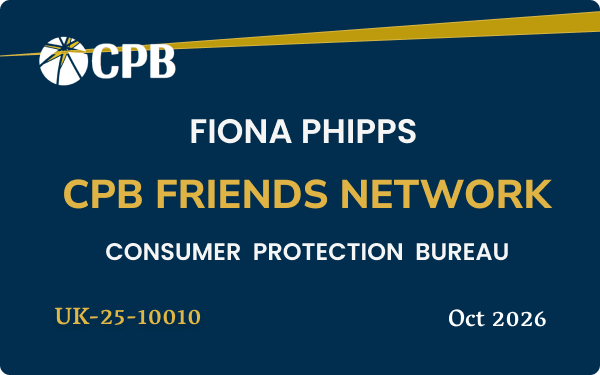 CPB
FIONA PHIPPS
CPB FRIENDS NETWORK
CONSUMER PROTECTION BUREAU
UK-25-10010
Oct 2026